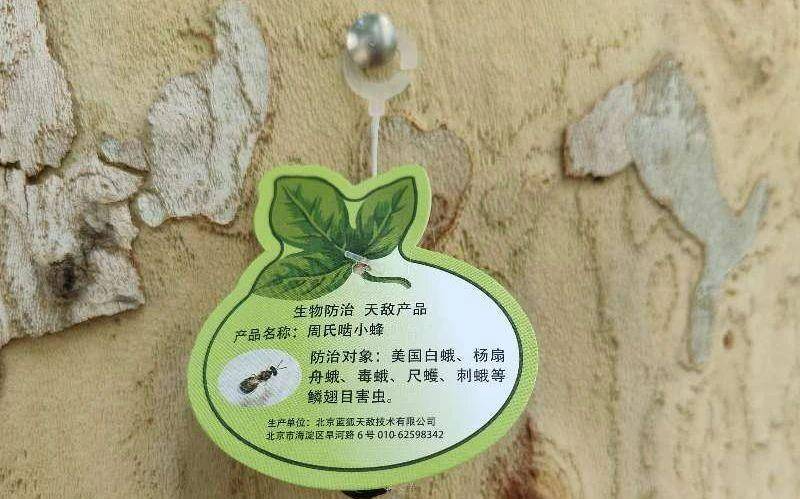 生物防治 天敌产品
产品名称：周氏啮小蜂
防治对象：美国白蛾、杨扇
舟蛾、毒蛾、尺蠖、刺蛾等
鳞翅目害虫。
生产单位：北京蓝狐天敌技术有限公司
北京市海淀区旱河路6号 010-62598342